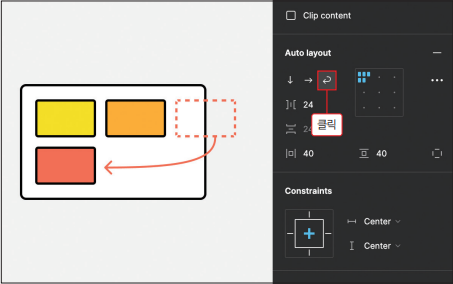 Clip content
Auto layout
24
24
클릭
40
40
Constraints
Center
Center